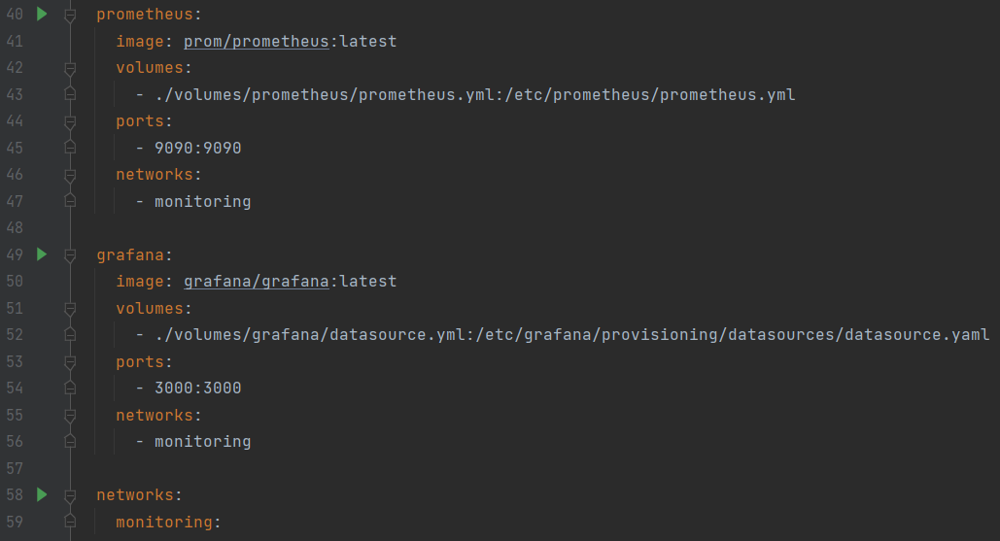 40 prometheus:
41 image: prom/prometheus:latest
42 volumes:
43 - ./volumes/prometheus/prometheus.yml:/etc/prometheus/prometheus.yml
44 ports:
45 - 9090:9090
46 networks:
47 - monitoring
48
49 grafana:
50 image: grafana/grafana:latest
51 volumes:
52 - ./volumes/grafana/datasource.yml:/etc/grafana/provisioning/datasources/datasource.yaml
53 ports:
54 - 3000:3000
55 networks:
56 - monitoring
57
58 networks:
59 monitoring: